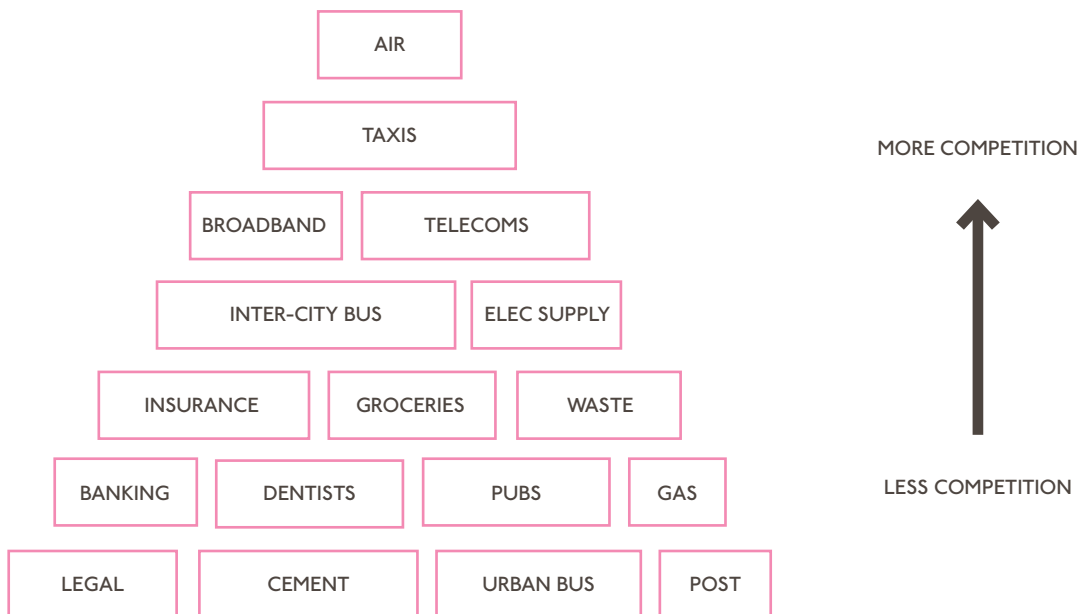 AIR
TAXIS
MORE COMPETITION
BROADBAND TELECOMS
INTER-CITY BUS ELEC SUPPLY
INSURANCE GROCERIES WASTE
BANKING DENTISTS PUBS GAS
LESS COMPETITION
LEGAL CEMENT URBAN BUS POST